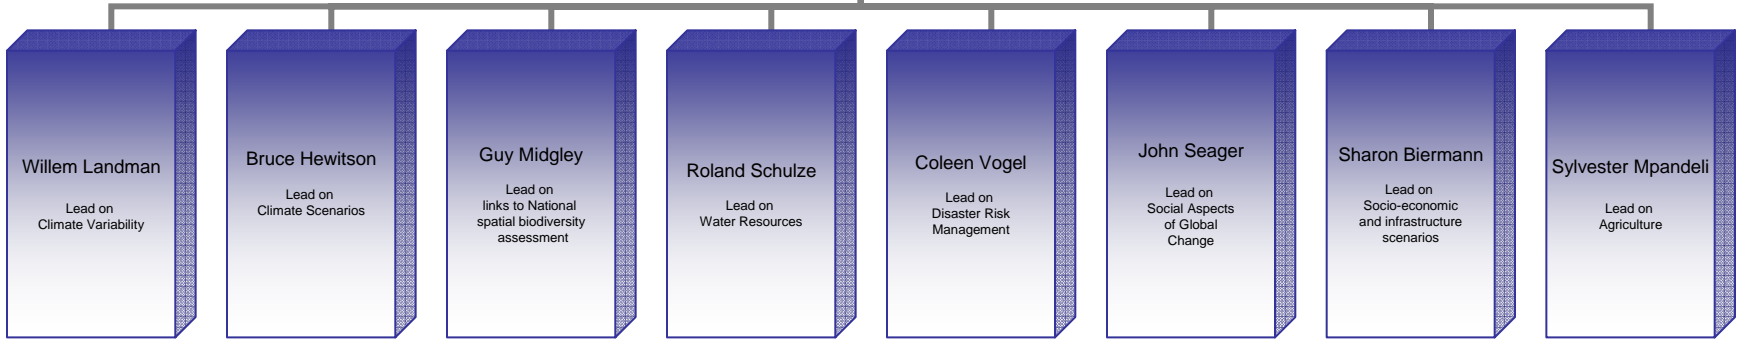 Willem Landman
Lead on
Climate Variability
Bruce Hewitson
Lead on
Climate Scenarios
Guy Midgley
Lead on
links to National
spatial biodiversity
assessment
Roland Schulze
Lead on
Water Resources
Coleen Vogel
Lead on
Disaster Risk
Management
John Seager
Lead on
Social Aspects
of Global
Change
Sharon Biermann
Lead on
Socio-economic
and infrastructure
scenarios
Sylvester Mpandeli
Lead on
Agriculture